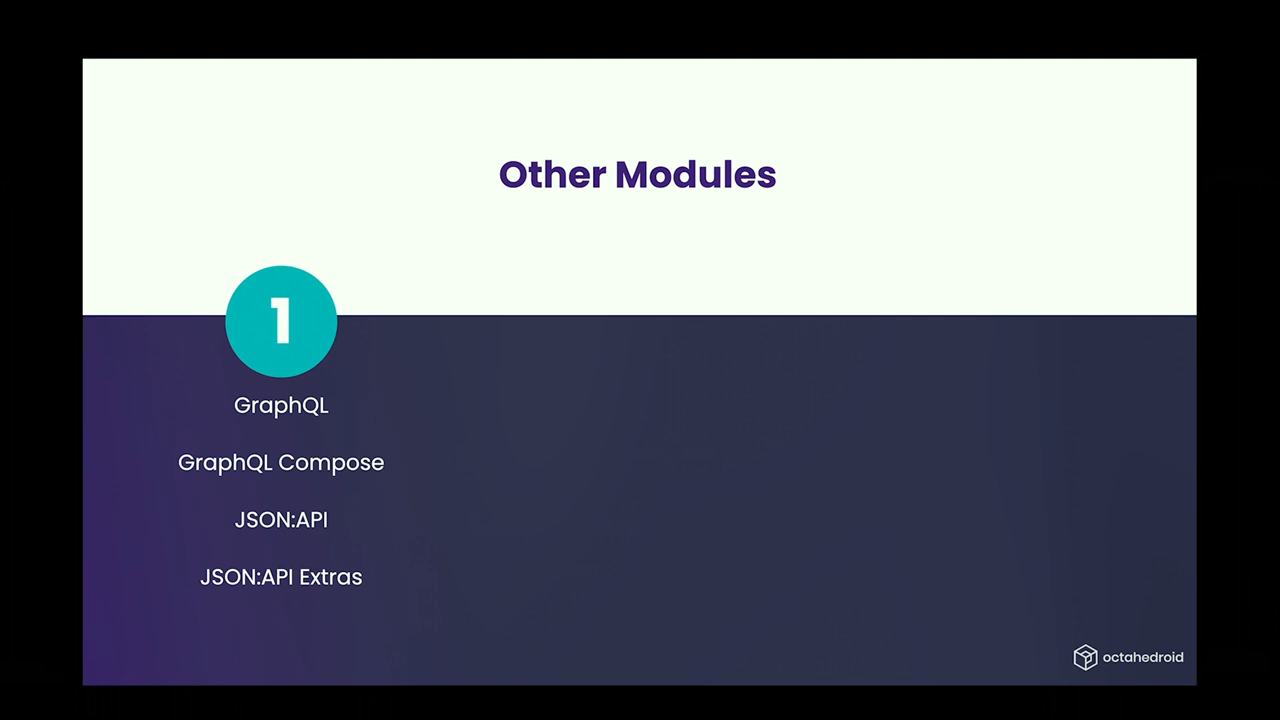 Other Modules
1
GraphQL
GraphQL Compose
JSON:API
JSON:API Extras
octahedroid